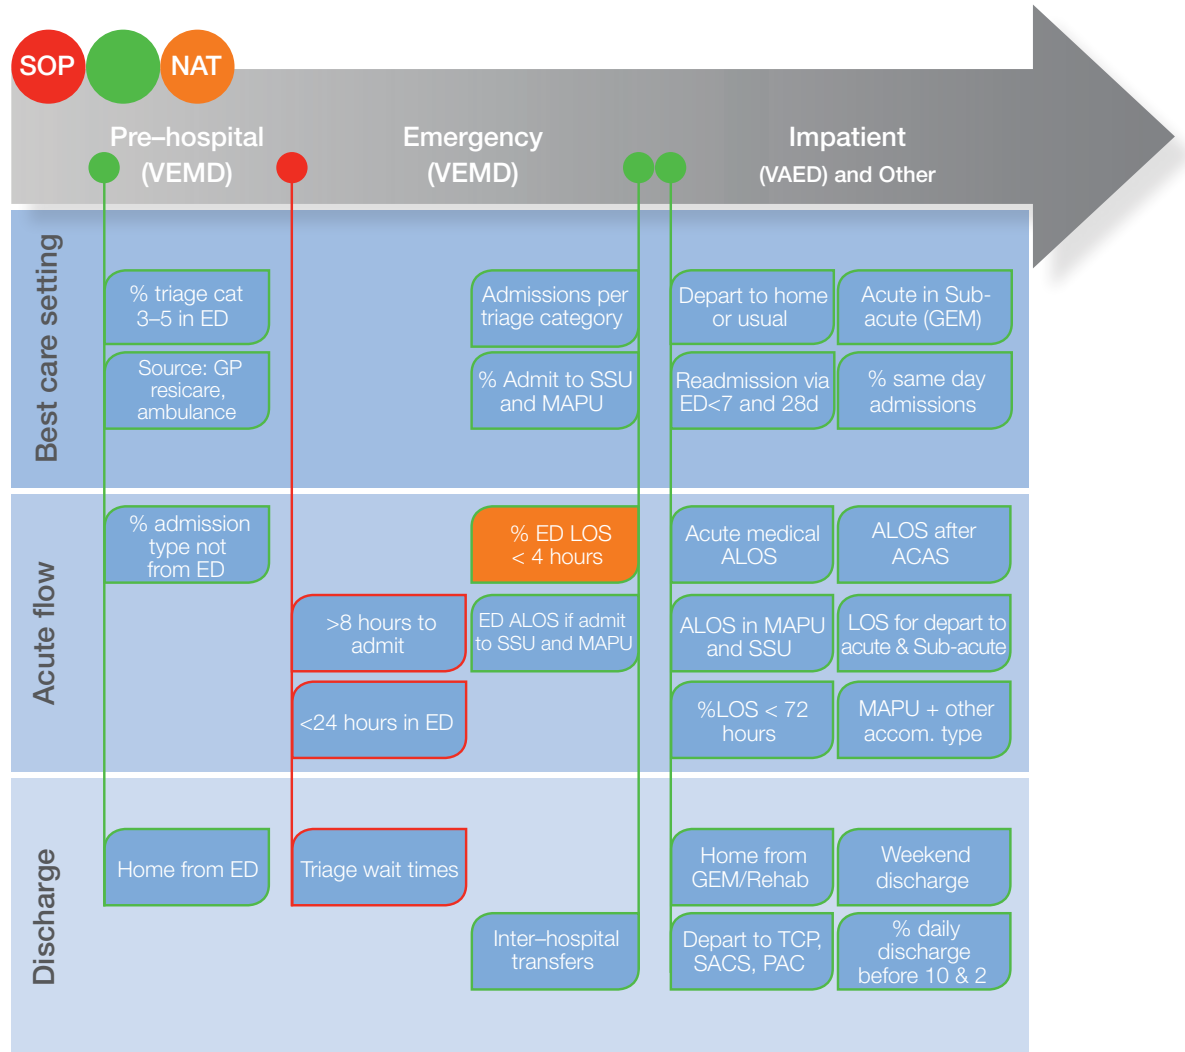 SOP
NAT
Pre–hospital
(VEMD)
Emergency
(VEMD)
Impatient
(VAED) and Other
Best care setting
% triage cat
3–5 in ED
Source: GP
resicare,
ambulance
Admissions per
triage category
% Admit to SSU
and MAPU
Depart to home
or usual
Readmission via
ED<7 and 28d
Acute in Sub-
acute (GEM)
% same day
admissions
Acute flow
% admission
type not
from ED
>8 hours to
admit
<24 hours in ED
% ED LOS
< 4 hours
ED ALOS if admit
to SSU and MAPU
Acute medical
ALOS
ALOS in MAPU
and SSU
%LOS < 72
hours
ALOS after
ACAS
LOS for depart to
acute & Sub-acute
MAPU + other
accom. type
Discharge
Home from ED
Triage wait times
Inter–hospital
transfers
Home from
GEM/Rehab
Depart to TCP,
SACS, PAC
Weekend
discharge
% daily
discharge
before 10 & 2